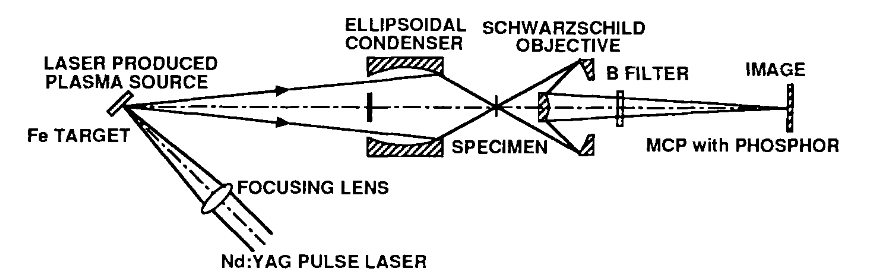 ELLIPSOIDAL
CONDENSER
SCHWARZSCHILD
OBJECTIVE
LASER PRODUCED
PLASMA SOURCE
B FILTER
IMAGE
Fe TARGET
SPECIMEN
MCP with PHOSPHOR
FOCUSING LENS
Nd:YAG PULSE LASER